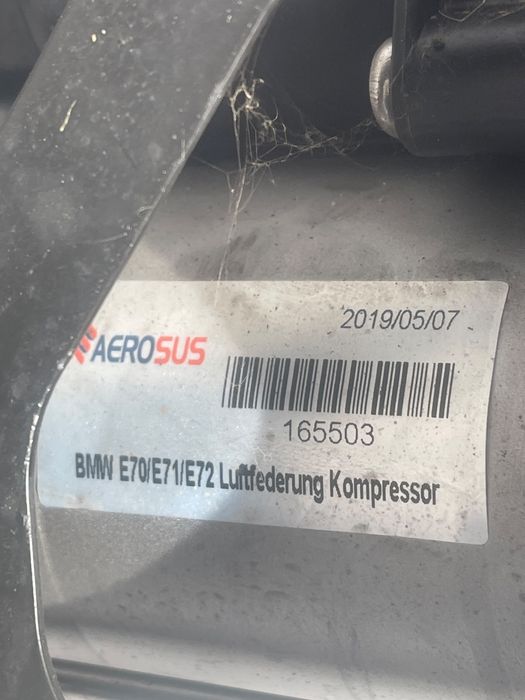 2019/05/07
AEROSUS
165503
BMW E70/E71/E72 Luftfederung Kompressor